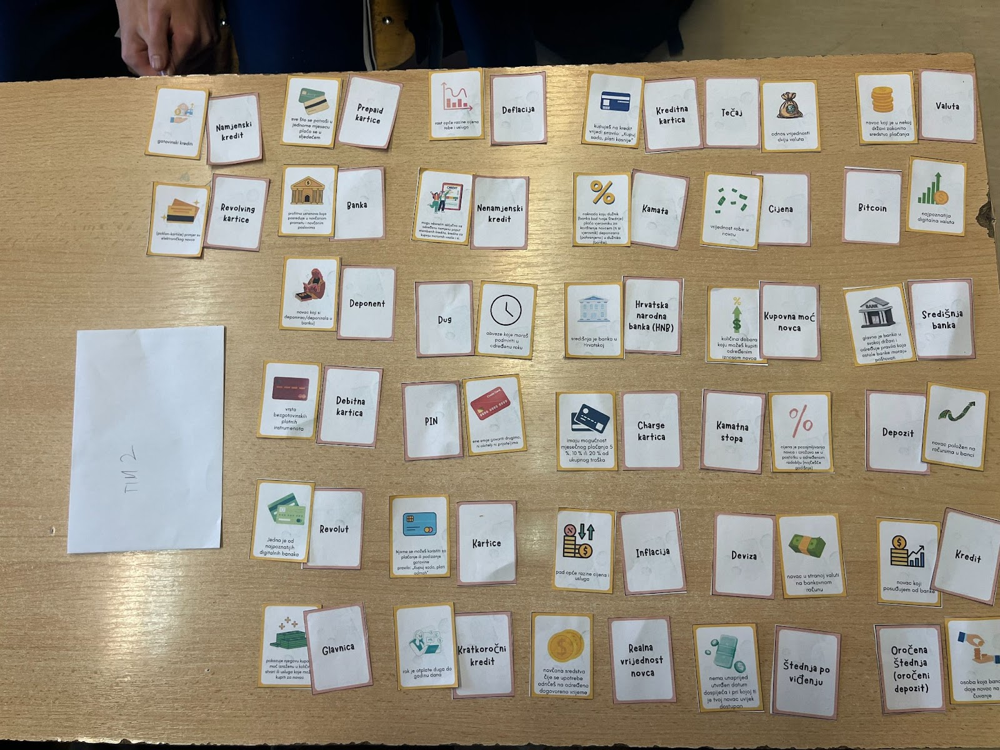 gotovinski krediti
Namjenski
kredit
sve što se potroši u
jednome mjesecu
plaća se u
sljedećem
Prepaid
kartice
rast opće razine cijena
robe i usluga
Deflacija
kupuješ na kredit
vrijedi pravilo: „Kupuj
sada, plati kasnije"
Kreditna
kartica
Tečaj
odnos vrijednosti
dviju valuta
novac koji je u nekoj
državi zakonito
sredstvo plaćanja
Valuta
(poklon-kartice) primjer su
elektroničkog novca
Revolving
kartice
profitna ustanova koja
posreduje u novčanom
prometu i novčanim
poslovima
Banka
CREDIT
mogu uzimati isključivo za
određenu namjenu poput
stambenih kredita, kredita za
kupnju motornih vozila i sl.
Nenamjenski
kredit
%
naknada koju dužnik
(banka kod tvoje štednje)
plaća vjerovniku za
korištenje novcem (ti si
vjerovnik) deponirana
(pohranjena) u dužnika
(banke).
Kamata
vrijednost robe u
novcu
Cijena
Bitcoin
najpoznatija
digitalna valuta
novac koji si
deponirao/deponirala u
banku)
Deponent
Dug
obveze koje moraš
podmiriti u
određenu roku
središnja je banka u
Hrvatskoj
Hrvatska
narodna
banka (HNB)
%
$
količina dobara
koju možeš kupiti
određenim
iznosom novca
Kupovna moć
novca
BANK
glavna je banka u
svakoj državi i
određuje pravila koja
ostale banke moraju
poštovati
Središnja
banka
vrsta
bezgotovinskih
platnih
instrumenata
Debitna
kartica
PIN
Credit Card
ene smije govoriti drugima,
ni obitelji ni prijateljima
imaju mogućnost
mjesečnog plaćanja 5
%, 10 % ili 20 % od
ukupnog troška
Charge
kartica
Kamatna
stopa
%
cijena je pozajmljivanja
novca i izražava se u
postotku u određenom
razdoblju (najčešće
godišnje)
Depozit
novac položen na
računima u banci
Jedna je od
najpoznatijih
digitalnih banaka
Revolut
Njome se možeš koristiti za
plaćanje ili podizanje
gotovine
pravilo: „Kupuj sada, plati
odmah"
Kartice
pad opće razine cijena i
usluga
Inflacija
Deviza
novac u stranoj valuti
na bankovnom
računu
novac koji
posuđujem od banke
Kredit
pokazuje njegovu kupo
moć izraženu u količin
stvari ili usluga koje mož
kupiti za novac
Glavnica
rok je otplate duga do
godinu dana
Kratkoročni
kredit
novčana sredstva
čije se upotrebe
odričeš na određeno
dogovoreno vrijeme
Realna
vrijednost
novca
nema unaprijed
utvrđen datum
dospijeća i pri kojoj ti
je tvoj novac uvijek
dostupan
Štednja po
viđenju
Oročena
štednja
(oročeni
depozit)
osoba koja banc
daje novac na
čuvanje